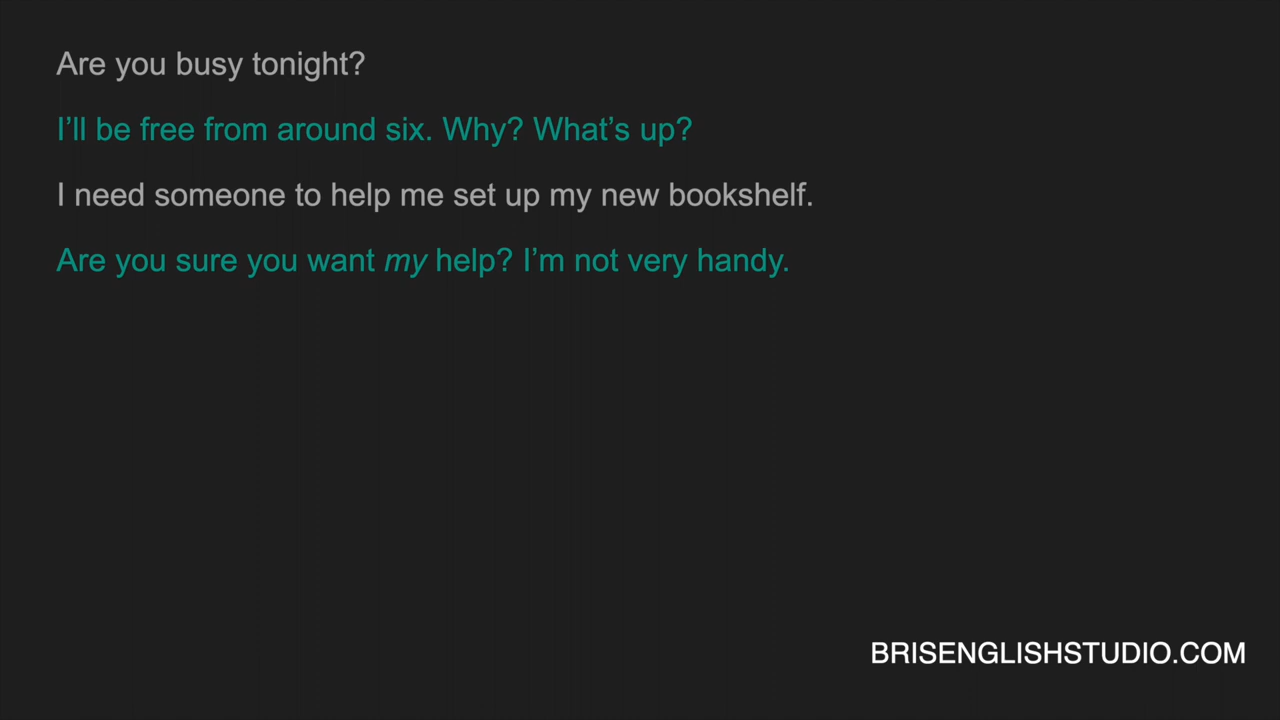 Are you busy tonight?
I’ll be free from around six. Why? What’s up?
I need someone to help me set up my new bookshelf.
Are you sure you want my help? I’m not very handy.
BRISENGLISHSTUDIO.COM